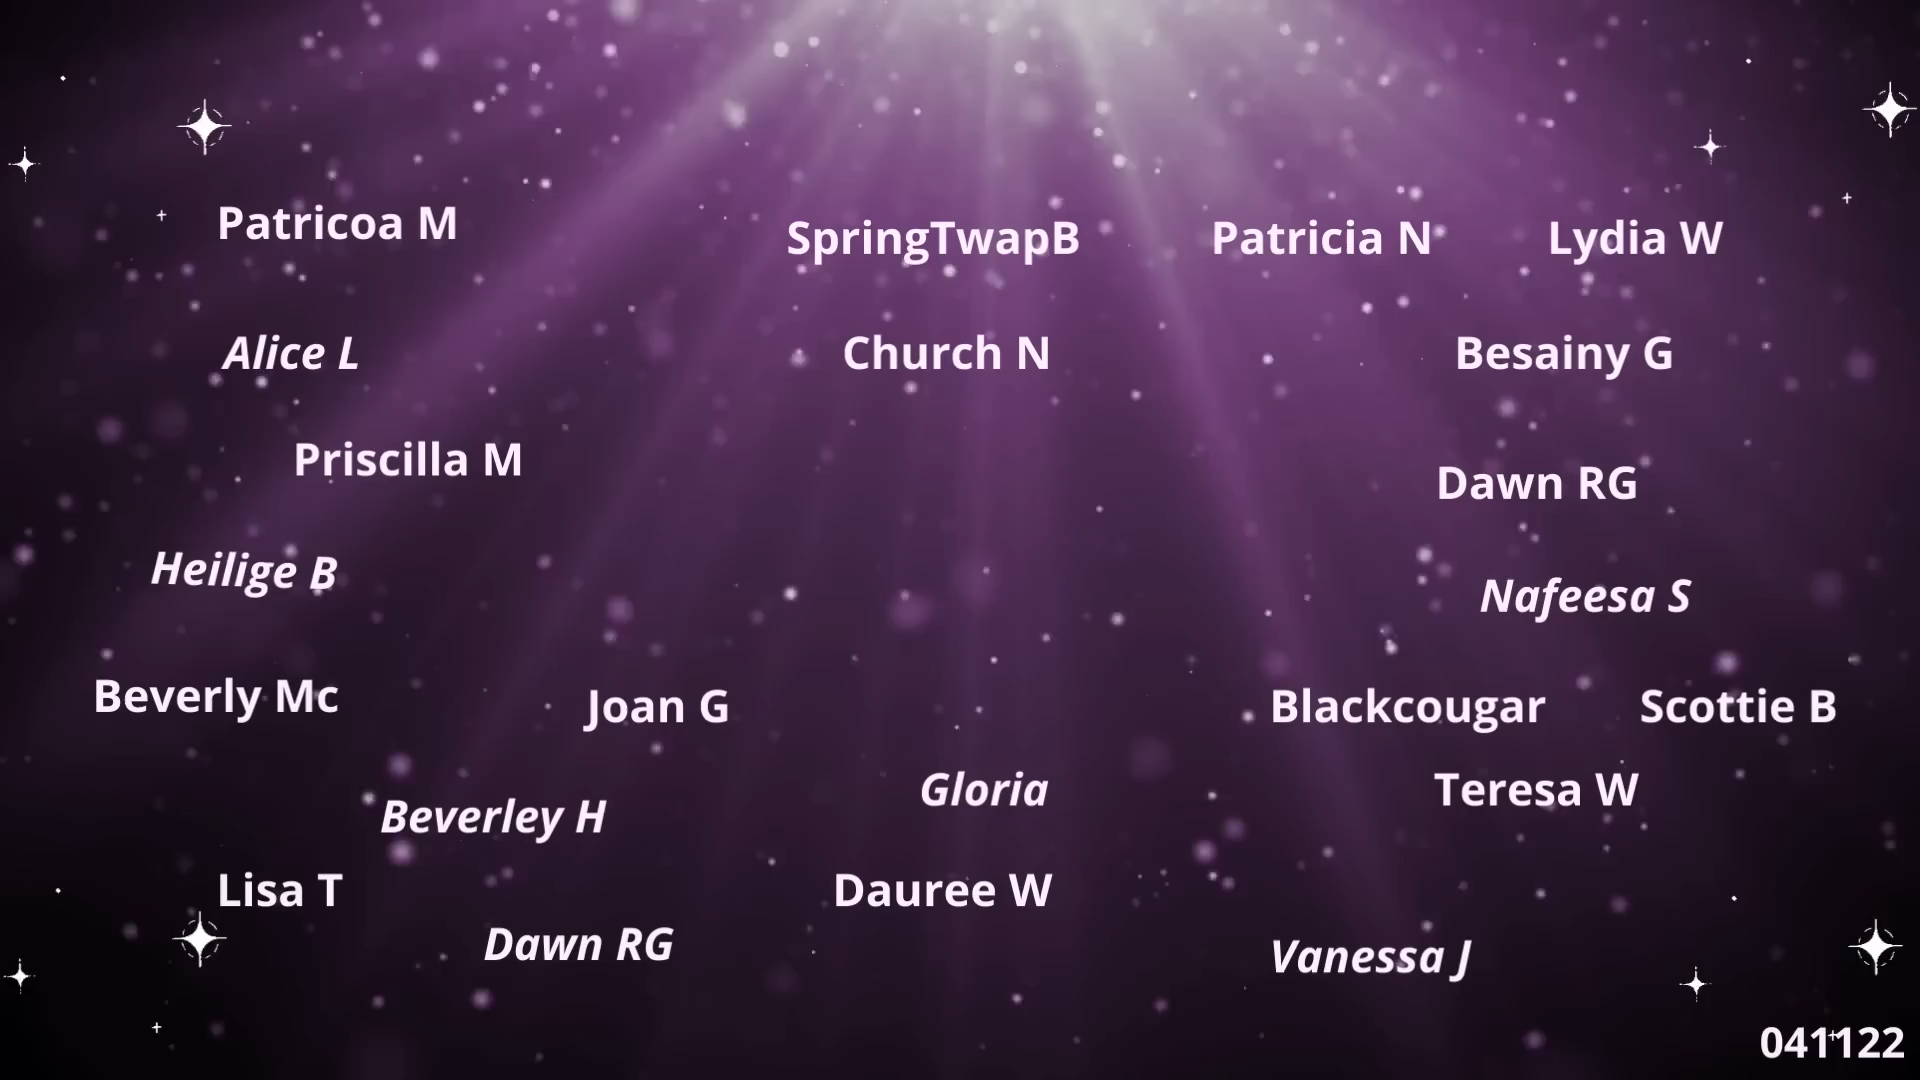 Patricoa M
SpringTwapB
Patricia N
Lydia W
Alice L
Church N
Besainy G
Priscilla M
Dawn RG
Heilige B
Nafeesa S
Beverly Mc
Joan G
Blackcougar
Scottie B
Gloria
Teresa W
Beverley H
Lisa T
Dauree W
Dawn RG
Vanessa J
041122